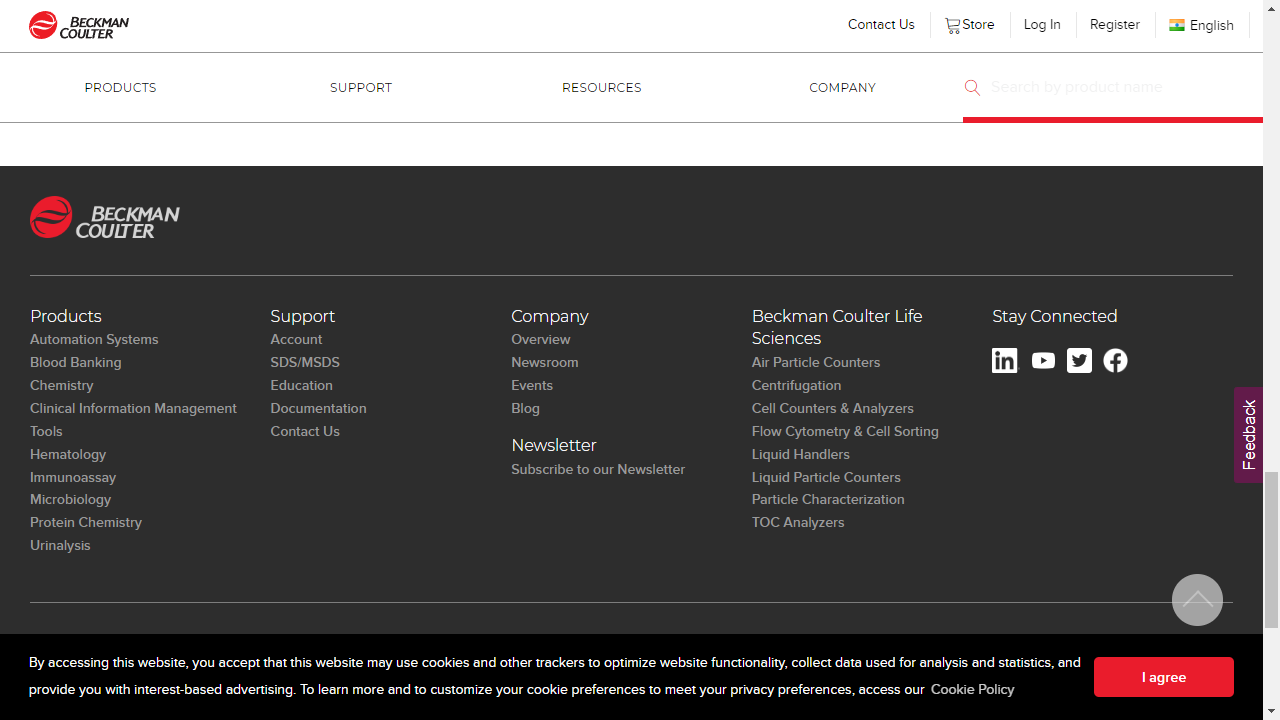 BECKMAN
COULTER
Contact Us
Store
Log In
Register
English
PRODUCTS
SUPPORT
RESOURCES
COMPANY
Search by product name
BECKMAN
COULTER
Products
Automation Systems
Blood Banking
Chemistry
Clinical Information Management
Tools
Hematology
Immunoassay
Microbiology
Protein Chemistry
Urinalysis
Support
Account
SDS/MSDS
Education
Documentation
Contact Us
Company
Overview
Newsroom
Events
Blog
Newsletter
Subscribe to our Newsletter
Beckman Coulter Life
Sciences
Air Particle Counters
Centrifugation
Cell Counters & Analyzers
Flow Cytometry & Cell Sorting
Liquid Handlers
Liquid Particle Counters
Particle Characterization
TOC Analyzers
Stay Connected
in
Feedback
By accessing this website, you accept that this website may use cookies and other trackers to optimize website functionality, collect data used for analysis and statistics, and
provide you with interest-based advertising. To learn more and to customize your cookie preferences to meet your privacy preferences, access our Cookie Policy
I agree